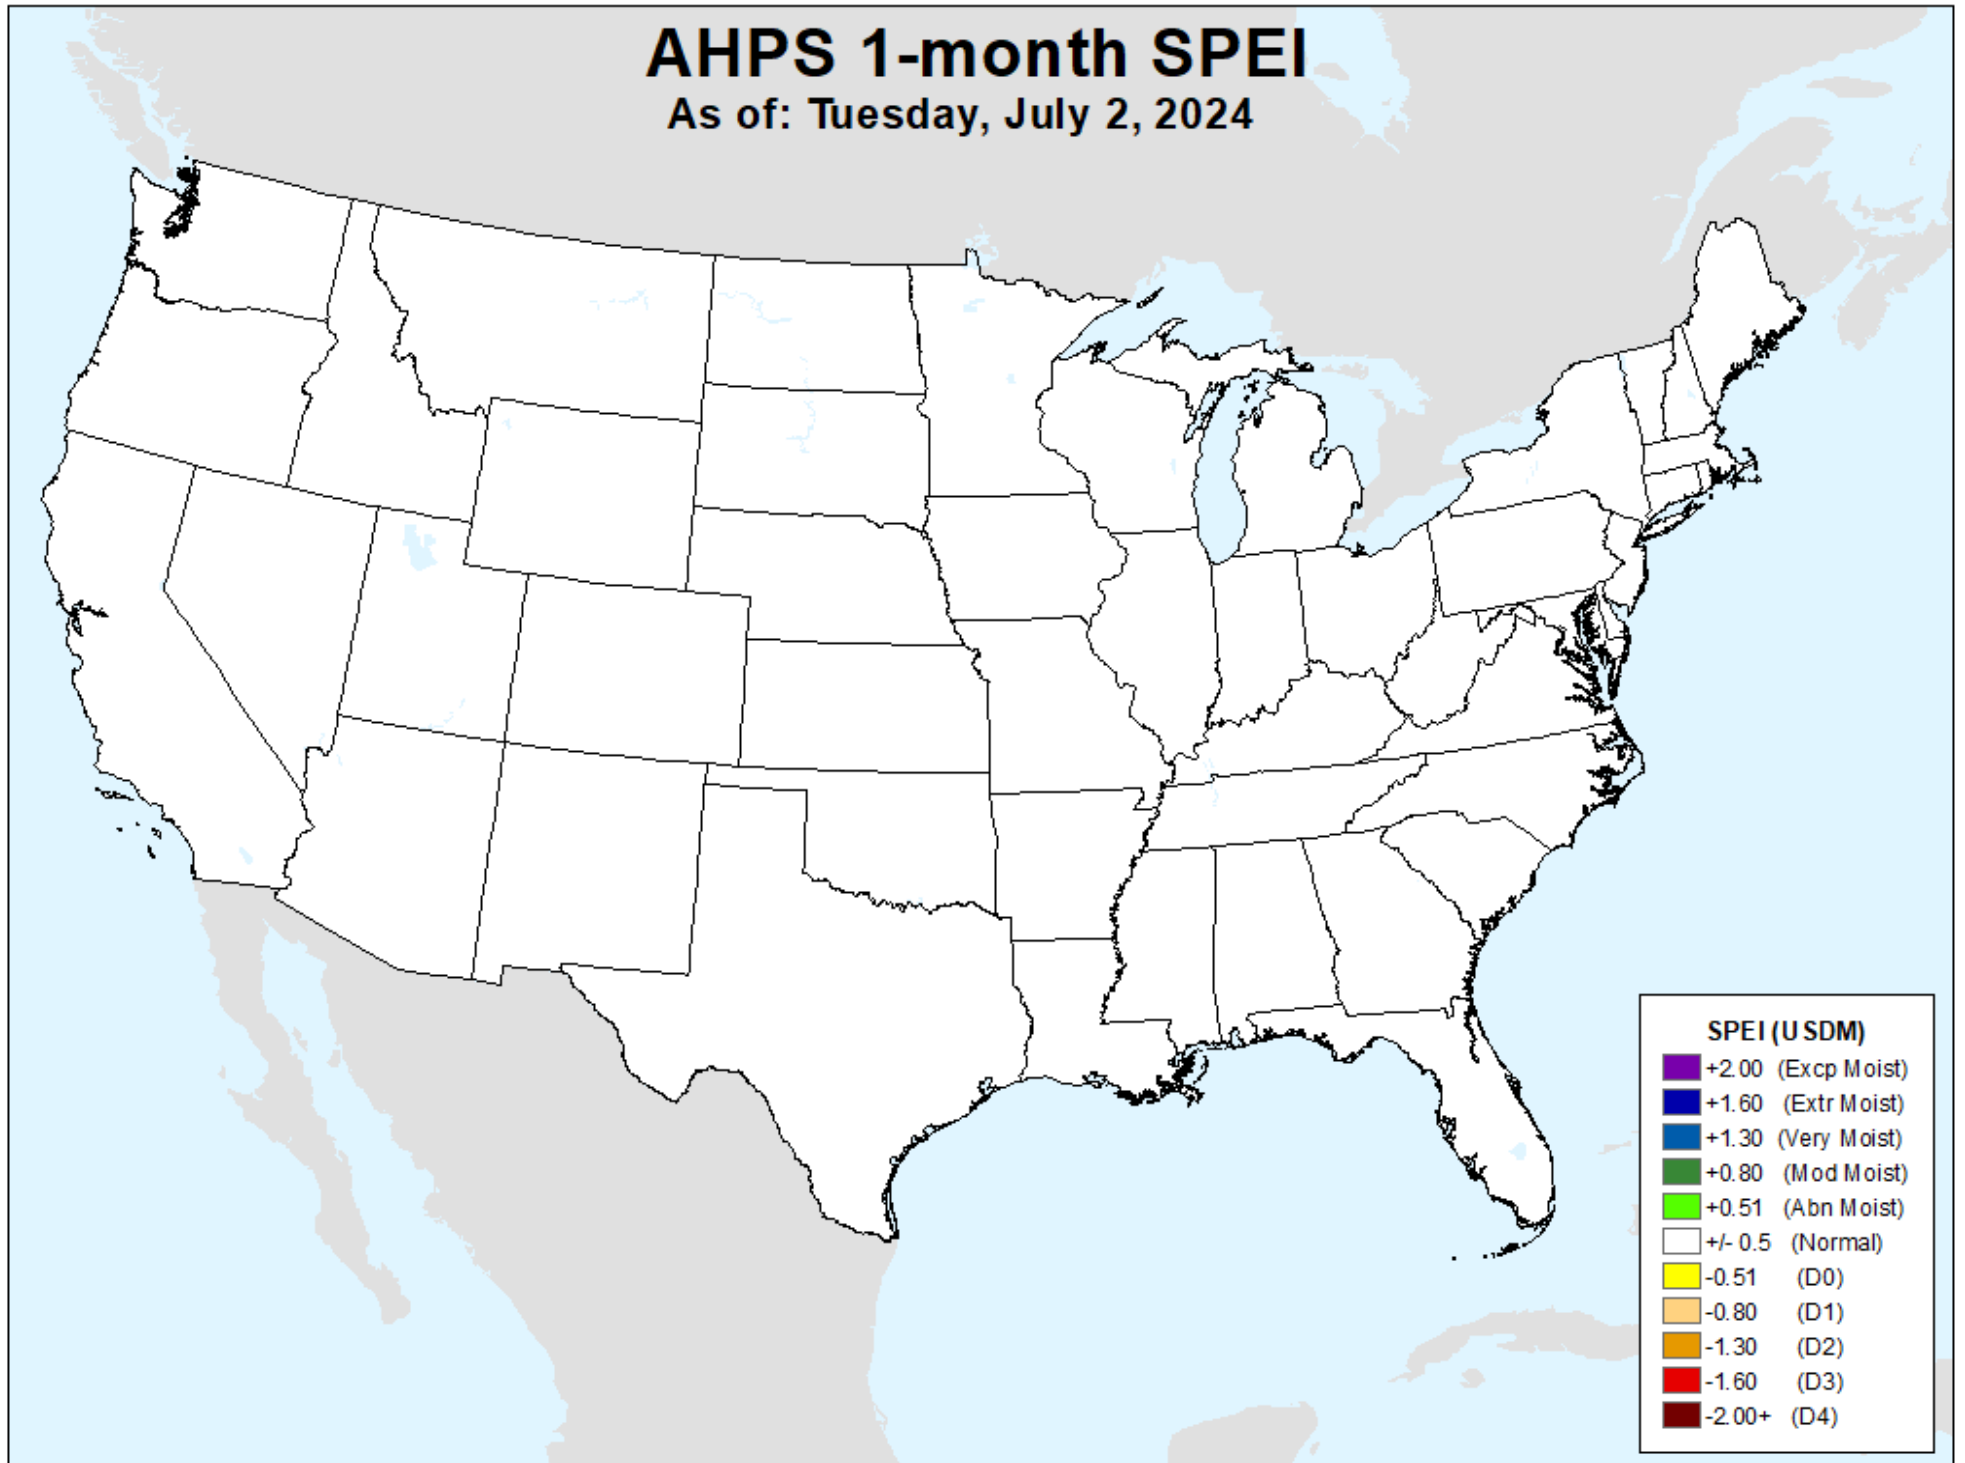 AHPS 1-month SPEI
As of: Tuesday, July 2, 2024
SPEI (USDM)
+2.00 (Excp Moist)
+1.60 (Extr Moist)
+1.30 (Very Moist)
+0.80 (Mod Moist)
+0.51 (Abn Moist)
+/- 0.5 (Normal)
-0.51 (D0)
-0.80 (D1)
-1.30 (D2)
-1.60 (D3)
-2.00+ (D4)